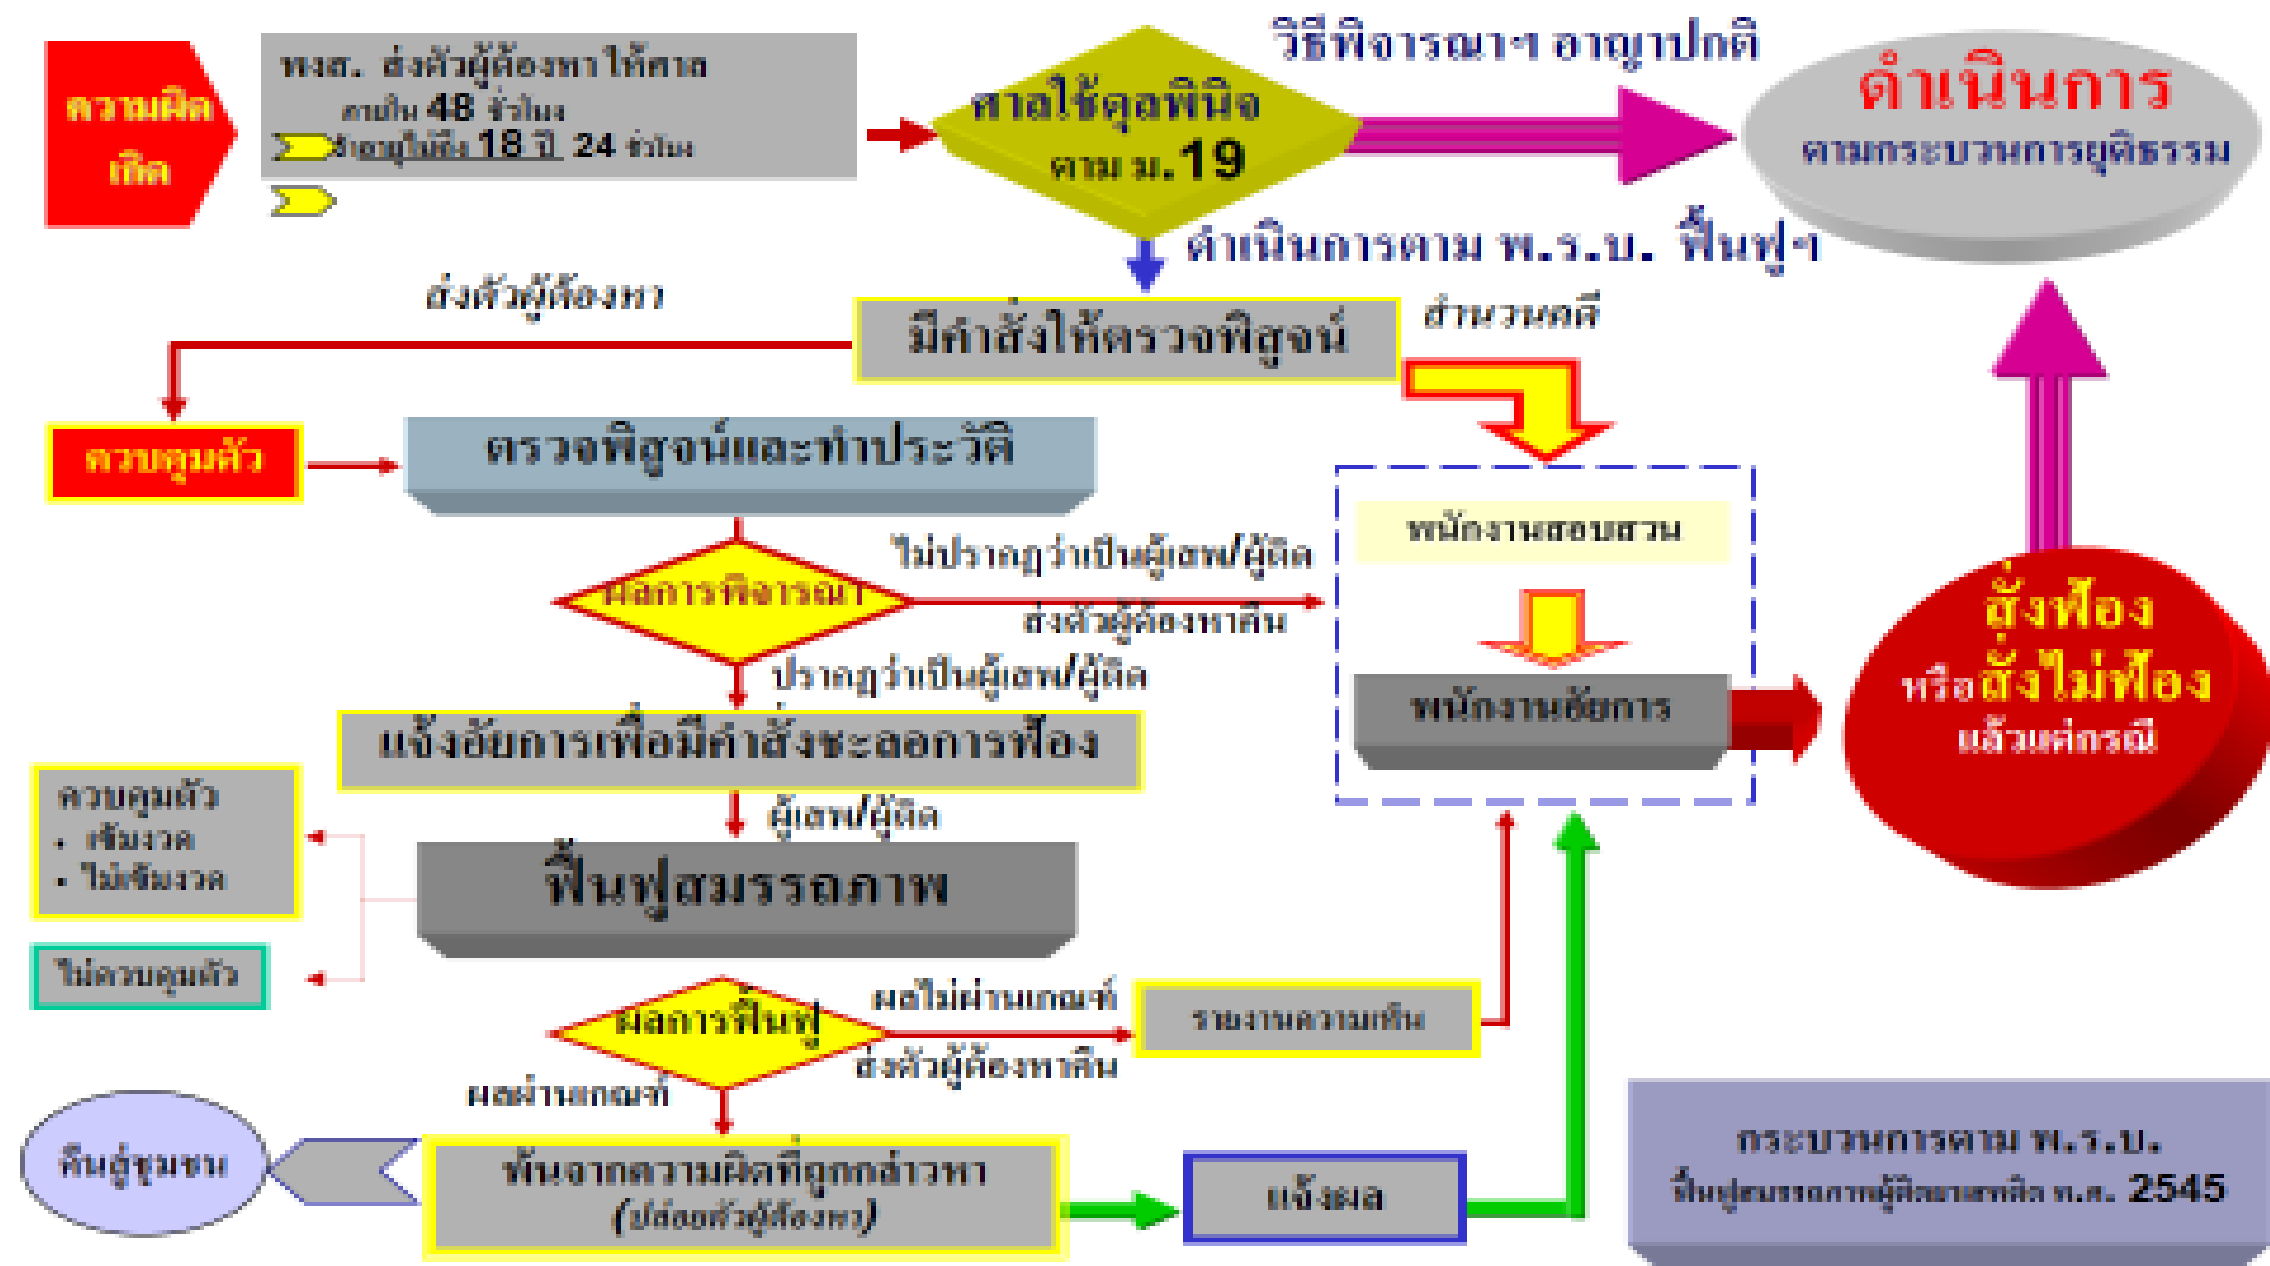 ความผิด
เกิด
พงส. ส่งตัวผู้ต้องหาให้ศาล
ภายใน 48 ชั่วโมง
ถ้าอายุไม่ถึง 18 ปี 24 ชั่วโมง
ศาลใช้ดุลพินิจ
ตาม ม.19
วิธีพิจารณาฯ อาญาปกติ
ดำเนินการ
ตามกระบวนการยุติธรรม
ดำเนินการตาม พ.ร.บ. ฟื้นฟูฯ
ส่งตัวผู้ต้องหา
มีคำสั่งให้ตรวจพิสูจน์
สำนวนคดี
ควบคุมตัว
ตรวจพิสูจน์และทำประวัติ
พนักงานสอบสวน
ไม่ปรากฏว่าเป็นผู้เสพ/ผู้ติด
ผลการพิจารณา
ส่งตัวผู้ต้องหาคืน
สั่งฟ้อง
หรือสั่งไม่ฟ้อง
แล้วแต่กรณี
ปรากฏว่าเป็นผู้เสพ/ผู้ติด
พนักงานอัยการ
แจ้งอัยการเพื่อมีคำสั่งชะลอการฟ้อง
ผู้เสพ/ผู้ติด
ควบคุมตัว
• เข้มงวด
• ไม่เข้มงวด
ฟื้นฟูสมรรถภาพ
ไม่ควบคุมตัว
ผลการฟื้นฟู
ผลไม่ผ่านเกณฑ์
รายงานความเห็น
ส่งตัวผู้ต้องหาคืน
ผลผ่านเกณฑ์
คืนสู่ชุมชน
พ้นจากความผิดที่ถูกกล่าวหา
(ปล่อยตัวผู้ต้องหา)
แจ้งผล
กระบวนการตาม พ.ร.บ.
ฟื้นฟูสมรรถภาพผู้ติดยาเสพติด พ.ศ. 2545